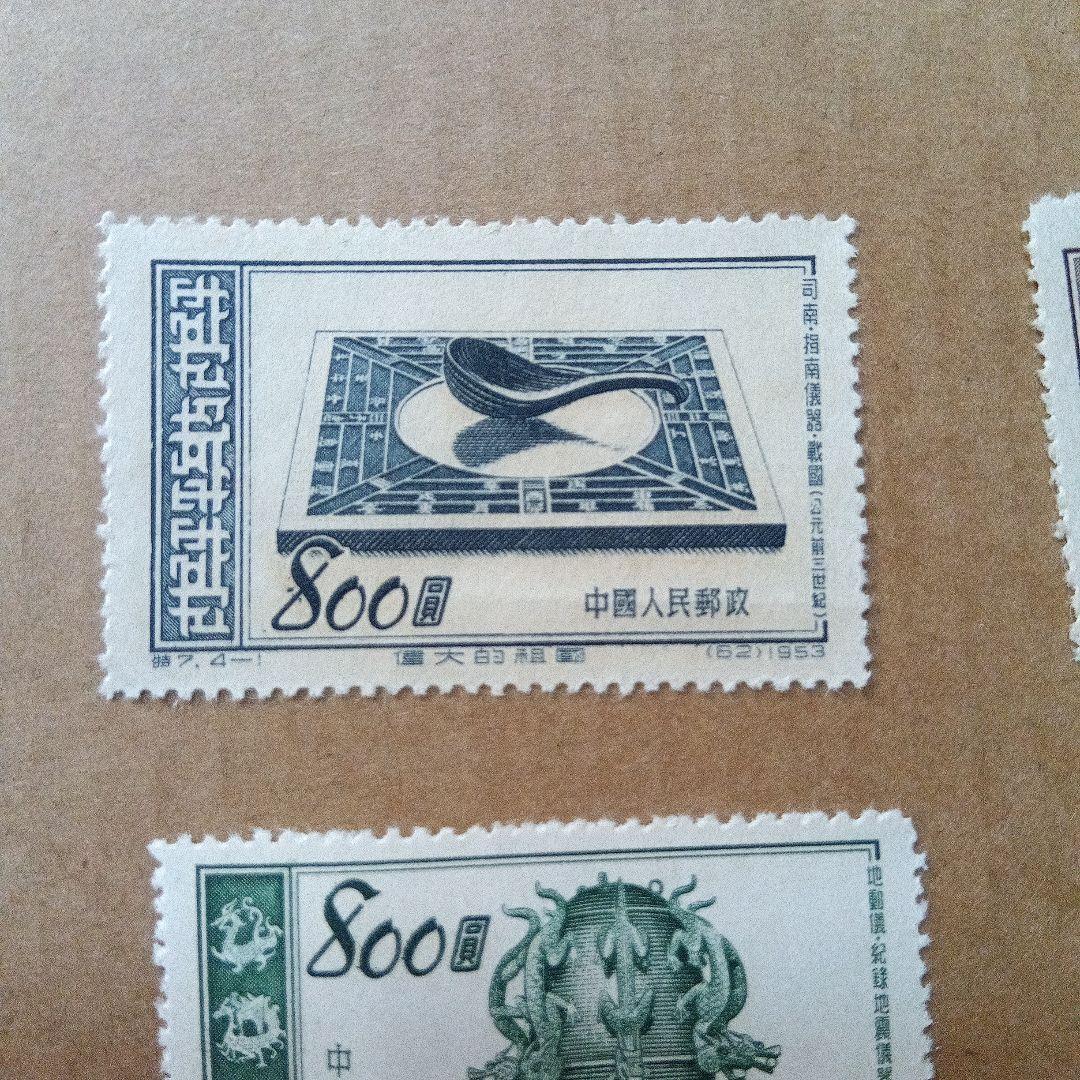 司南·指南儀器·戰國(公元前三世紀)
800圓
中國人民郵政
特7.4—1
偉大的祖國
(62)1953
800圓
地動儀·紀錄地震儀器
中